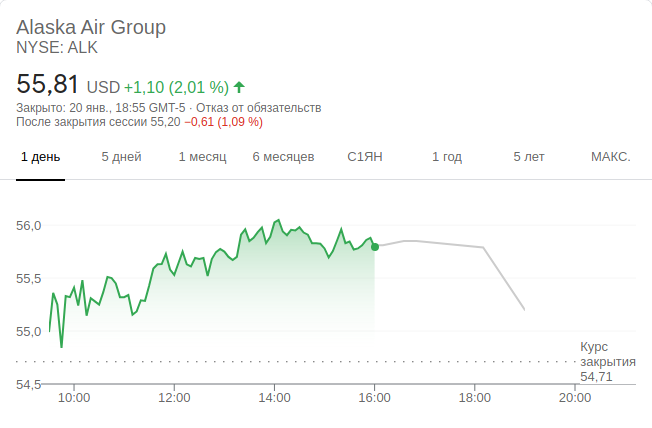 Alaska Air Group
NYSE: ALK
55,81 USD +1,10 (2,01 %)
Закрыто: 20 янв., 18:55 GMT-5 · Отказ от обязательств
После закрытия сессии 55,20 −0,61 (1,09 %)
1 день 5 дней 1 месяц 6 месяцев С1ЯН 1 год 5 лет МАКС.
56,0
55,5
55,0
Курс
закрытия
54,71
54,5
10:00 12:00 14:00 16:00 18:00 20:00